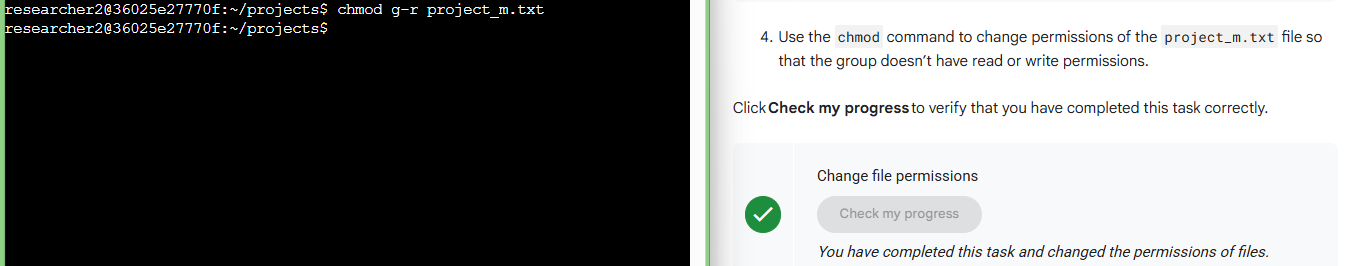 researcher2@36025e27770f:~/projects$ chmod g-r project_m.txt
researcher2@36025e27770f:~/projects$
4. Use the chmod command to change permissions of the project_m.txt file so
that the group doesn’t have read or write permissions.
Click Check my progress to verify that you have completed this task correctly.
Change file permissions
Check my progress
You have completed this task and changed the permissions of files.